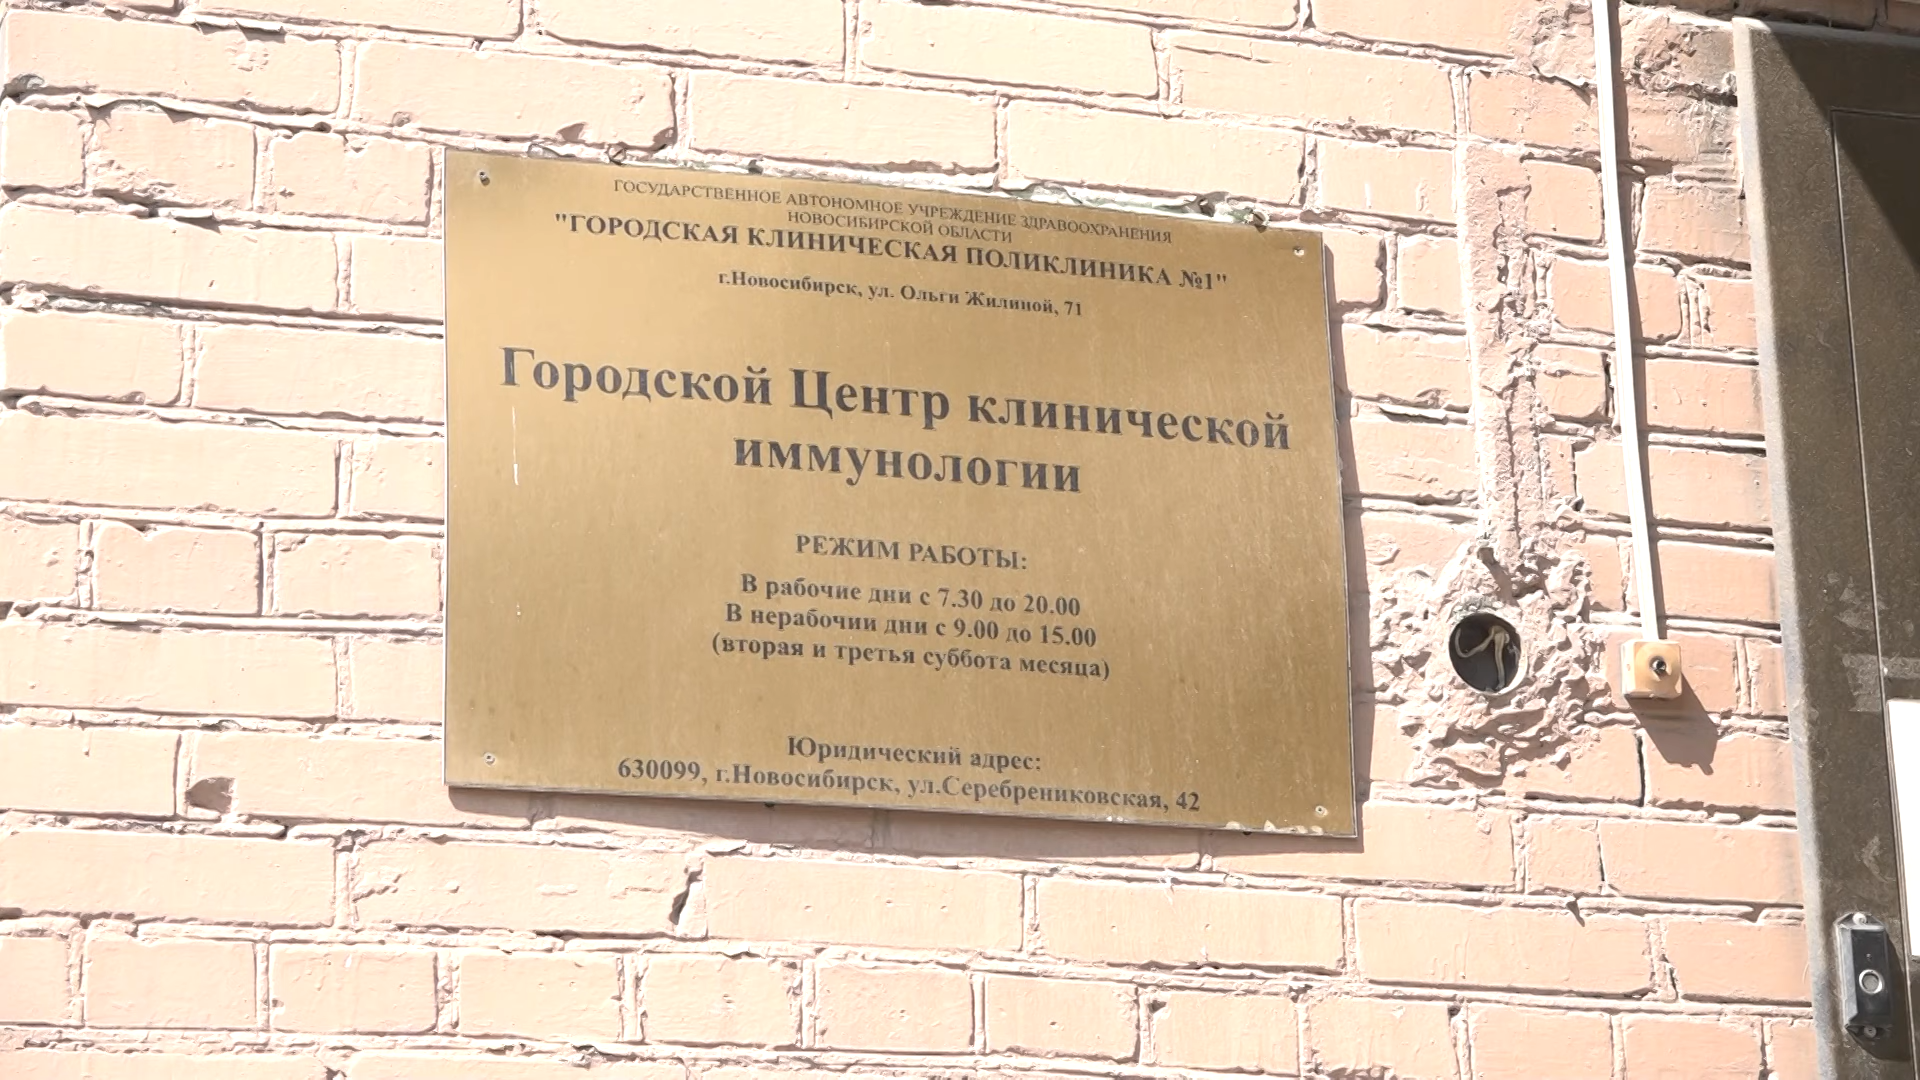 ГОСУДАРСТВЕННОЕ АВТОНОМНОЕ УЧРЕЖДЕНИЕ ЗДРАВООХРАНЕНИЯ
НОВОСИБИРСКОЙ ОБЛАСТИ
"ГОРОДСКАЯ КЛИНИЧЕСКАЯ ПОЛИКЛИНИКА №1"
г.Новосибирск, ул. Ольги Жилиной, 71
Городской Центр клинической
иммунологии
РЕЖИМ РАБОТЫ:
В рабочие дни с 7.30 до 20.00
В нерабочии дни с 9.00 до 15.00
(вторая и третья суббота месяца)
Юридический адрес:
630099, г.Новосибирск, ул.Серебрениковская, 42